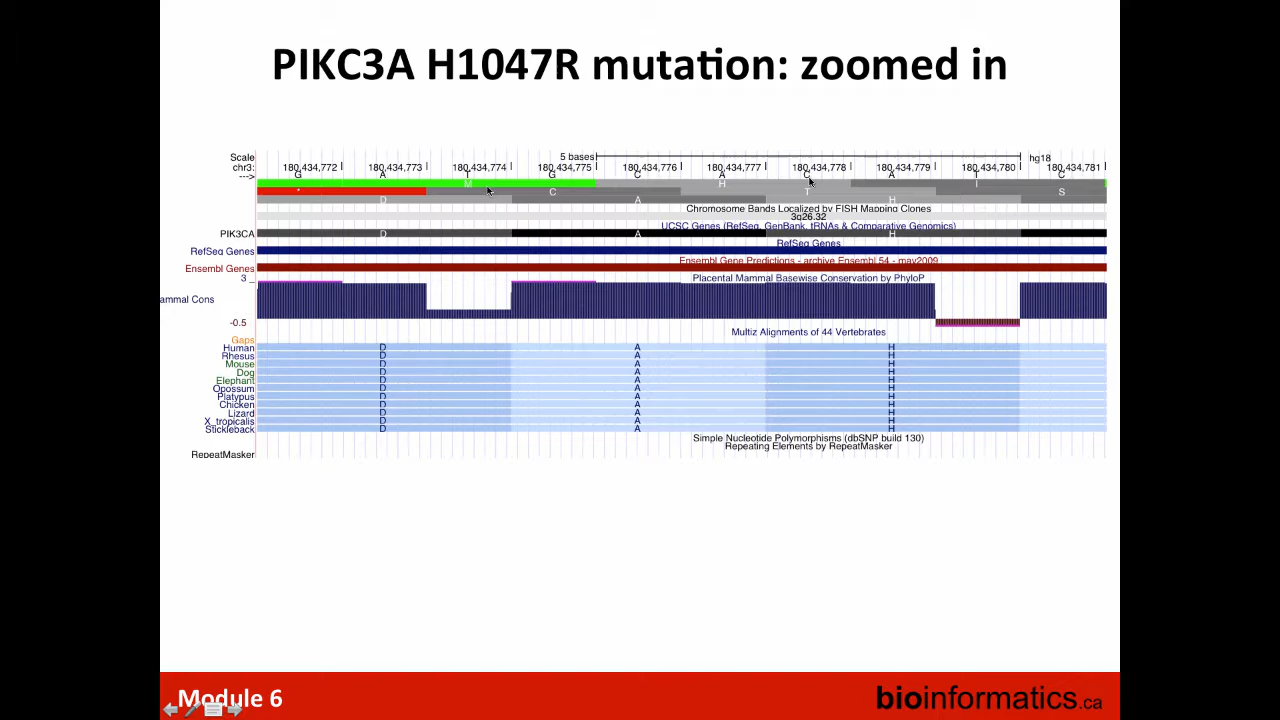 PIKC3A H1047R mutation: zoomed in
Scale 5 bases hg18
chr3: 180,434,772 180,434,773 180,434,774 180,434,775 180,434,776 180,434,777 180,434,778 180,434,779 180,434,780 180,434,781
---> G A T G C A C A T C
M H
* C T S
D A H
Chromosome Bands Localized by FISH Mapping Clones
3q26.32
UCSC Genes (RefSeq, GenBank, tRNAs & Comparative Genomics)
PIK3CA D A H
RefSeq Genes
RefSeq Genes
Ensembl Gene Predictions - archive Ensembl 54 - may2009
Ensembl Genes
Placental Mammal Basewise Conservation by PhyloP
3
ammal Cons
-0.5
Multiz Alignments of 44 Vertebrates
Gaps
Human D A H
Rhesus D A H
Mouse D A H
Dog D A H
Elephant D A H
Opossum D A H
Platypus D A H
Chicken D A H
Lizard D A H
X_tropicalis D A H
Stickleback D A H
Simple Nucleotide Polymorphisms (dbSNP build 130)
Repeating Elements by RepeatMasker
RepeatMasker
Module 6
bioinformatics.ca